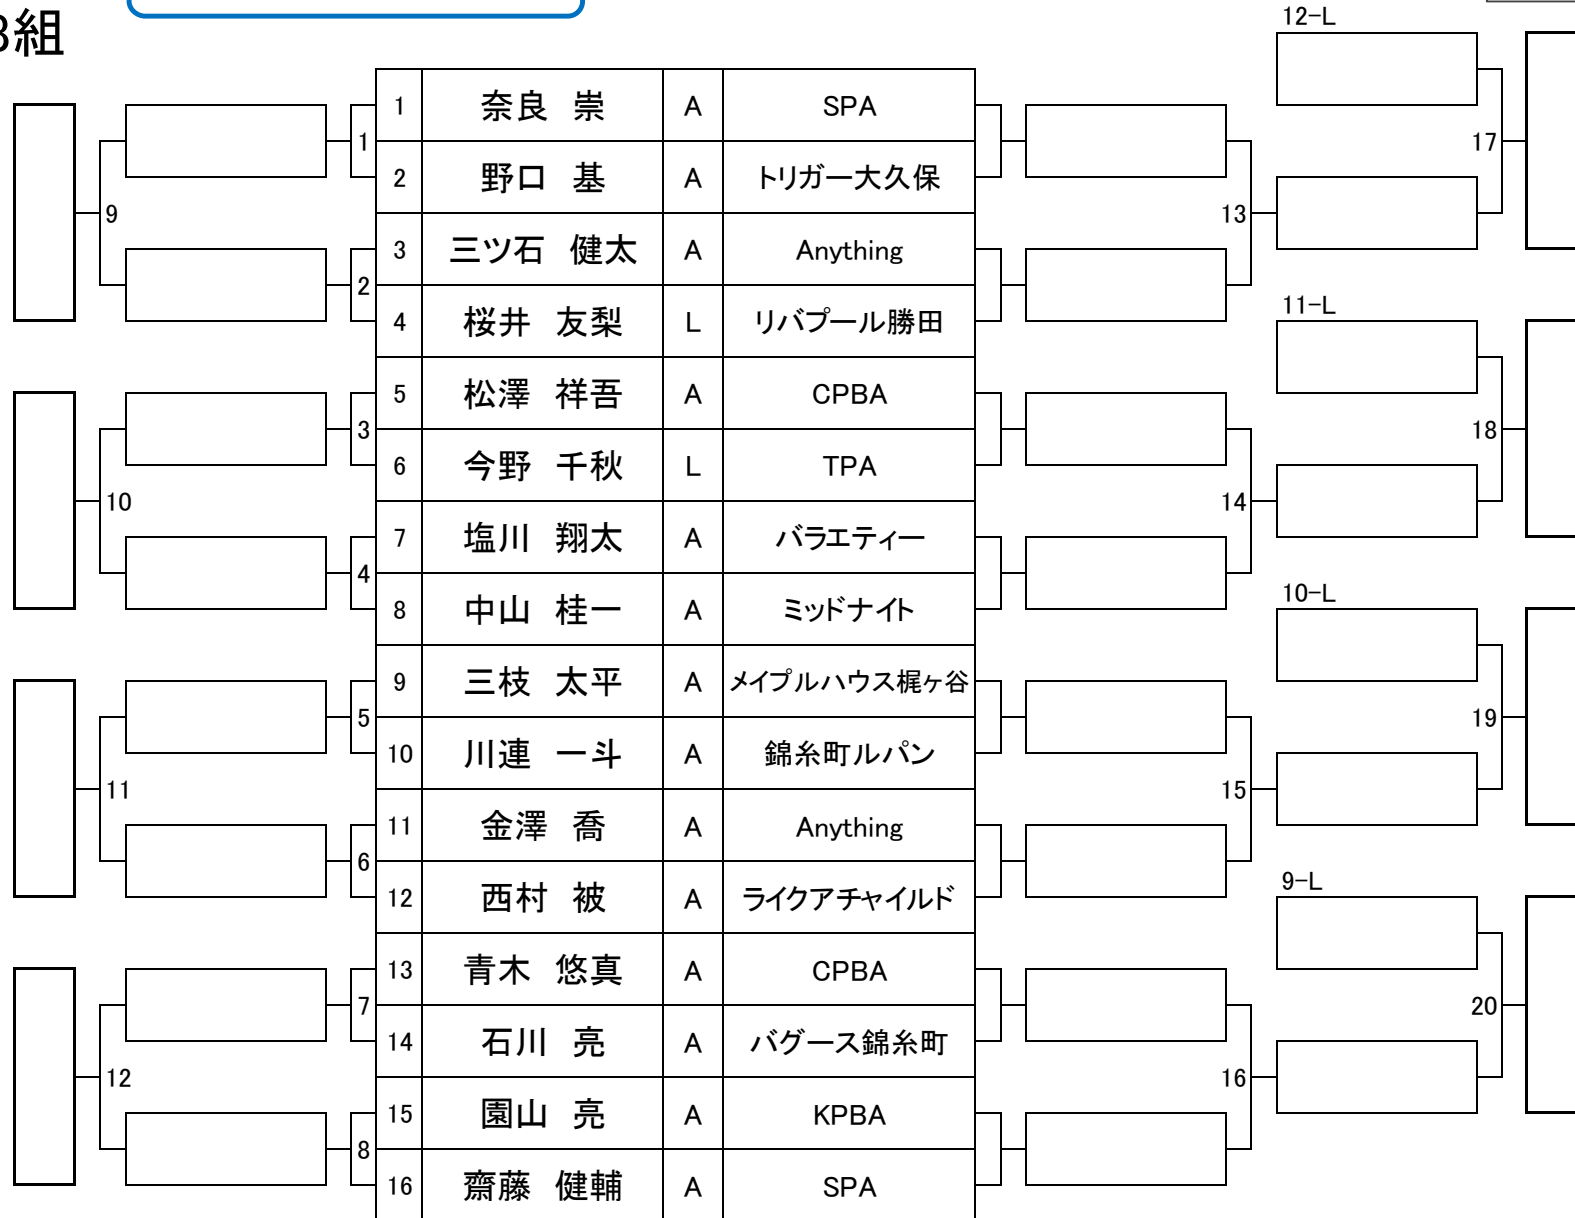 3組
12-L
1 奈良 崇 A SPA
1
17
2 野口 基 A トリガー大久保
9
13
3 三ツ石 健太 A Anything
2
11-L
4 桜井 友梨 L リバプール勝田
5 松澤 祥吾 A CPBA
3
18
6 今野 千秋 L TPA
10
14
7 塩川 翔太 A バラエティー
4
10-L
8 中山 桂一 A ミッドナイト
9 三枝 太平 A メイプルハウス梶ヶ谷
5
19
10 川連 一斗 A 錦糸町ルパン
11
15
11 金澤 喬 A Anything
6
9-L
12 西村 被 A ライクアチャイルド
13 青木 悠真 A CPBA
7
20
14 石川 亮 A バグース錦糸町
12
16
15 園山 亮 A KPBA
8
16 齋藤 健輔 A SPA